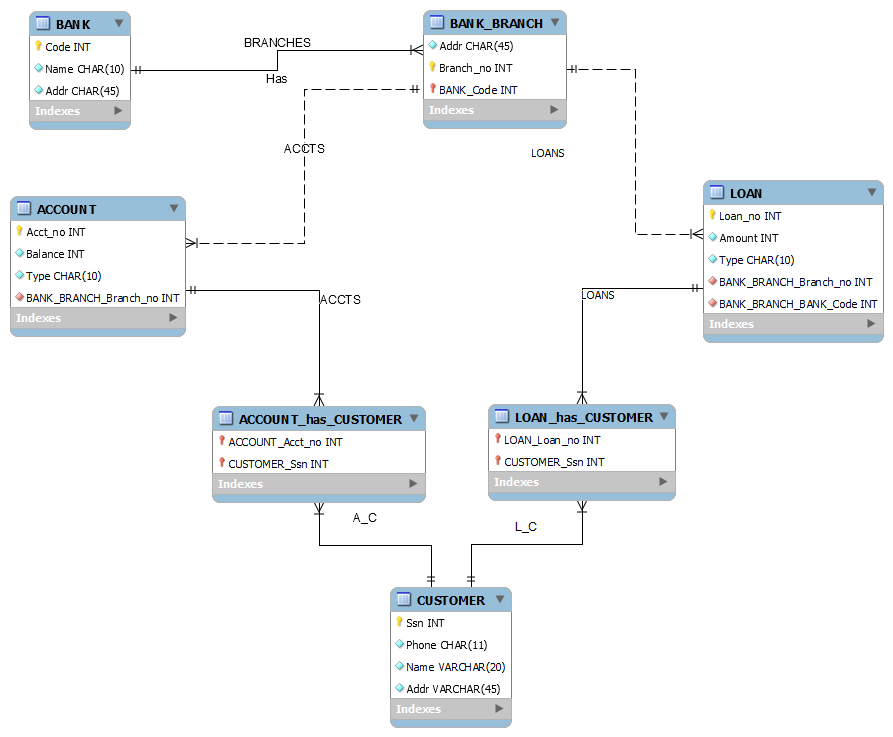 BANK
Code INT
Name CHAR(10)
Addr CHAR(45)
Indexes
BRANCHES
Has
BANK_BRANCH
Addr CHAR(45)
Branch_no INT
BANK_Code INT
Indexes
ACCTS
LOANS
ACCOUNT
Acct_no INT
Balance INT
Type CHAR(10)
BANK_BRANCH_Branch_no INT
Indexes
LOAN
Loan_no INT
Amount INT
Type CHAR(10)
BANK_BRANCH_Branch_no INT
BANK_BRANCH_BANK_Code INT
Indexes
ACCTS
LOANS
ACCOUNT_has_CUSTOMER
ACCOUNT_Acct_no INT
CUSTOMER_Ssn INT
Indexes
LOAN_has_CUSTOMER
LOAN_Loan_no INT
CUSTOMER_Ssn INT
Indexes
A_C
L_C
CUSTOMER
Ssn INT
Phone CHAR(11)
Name VARCHAR(20)
Addr VARCHAR(45)
Indexes